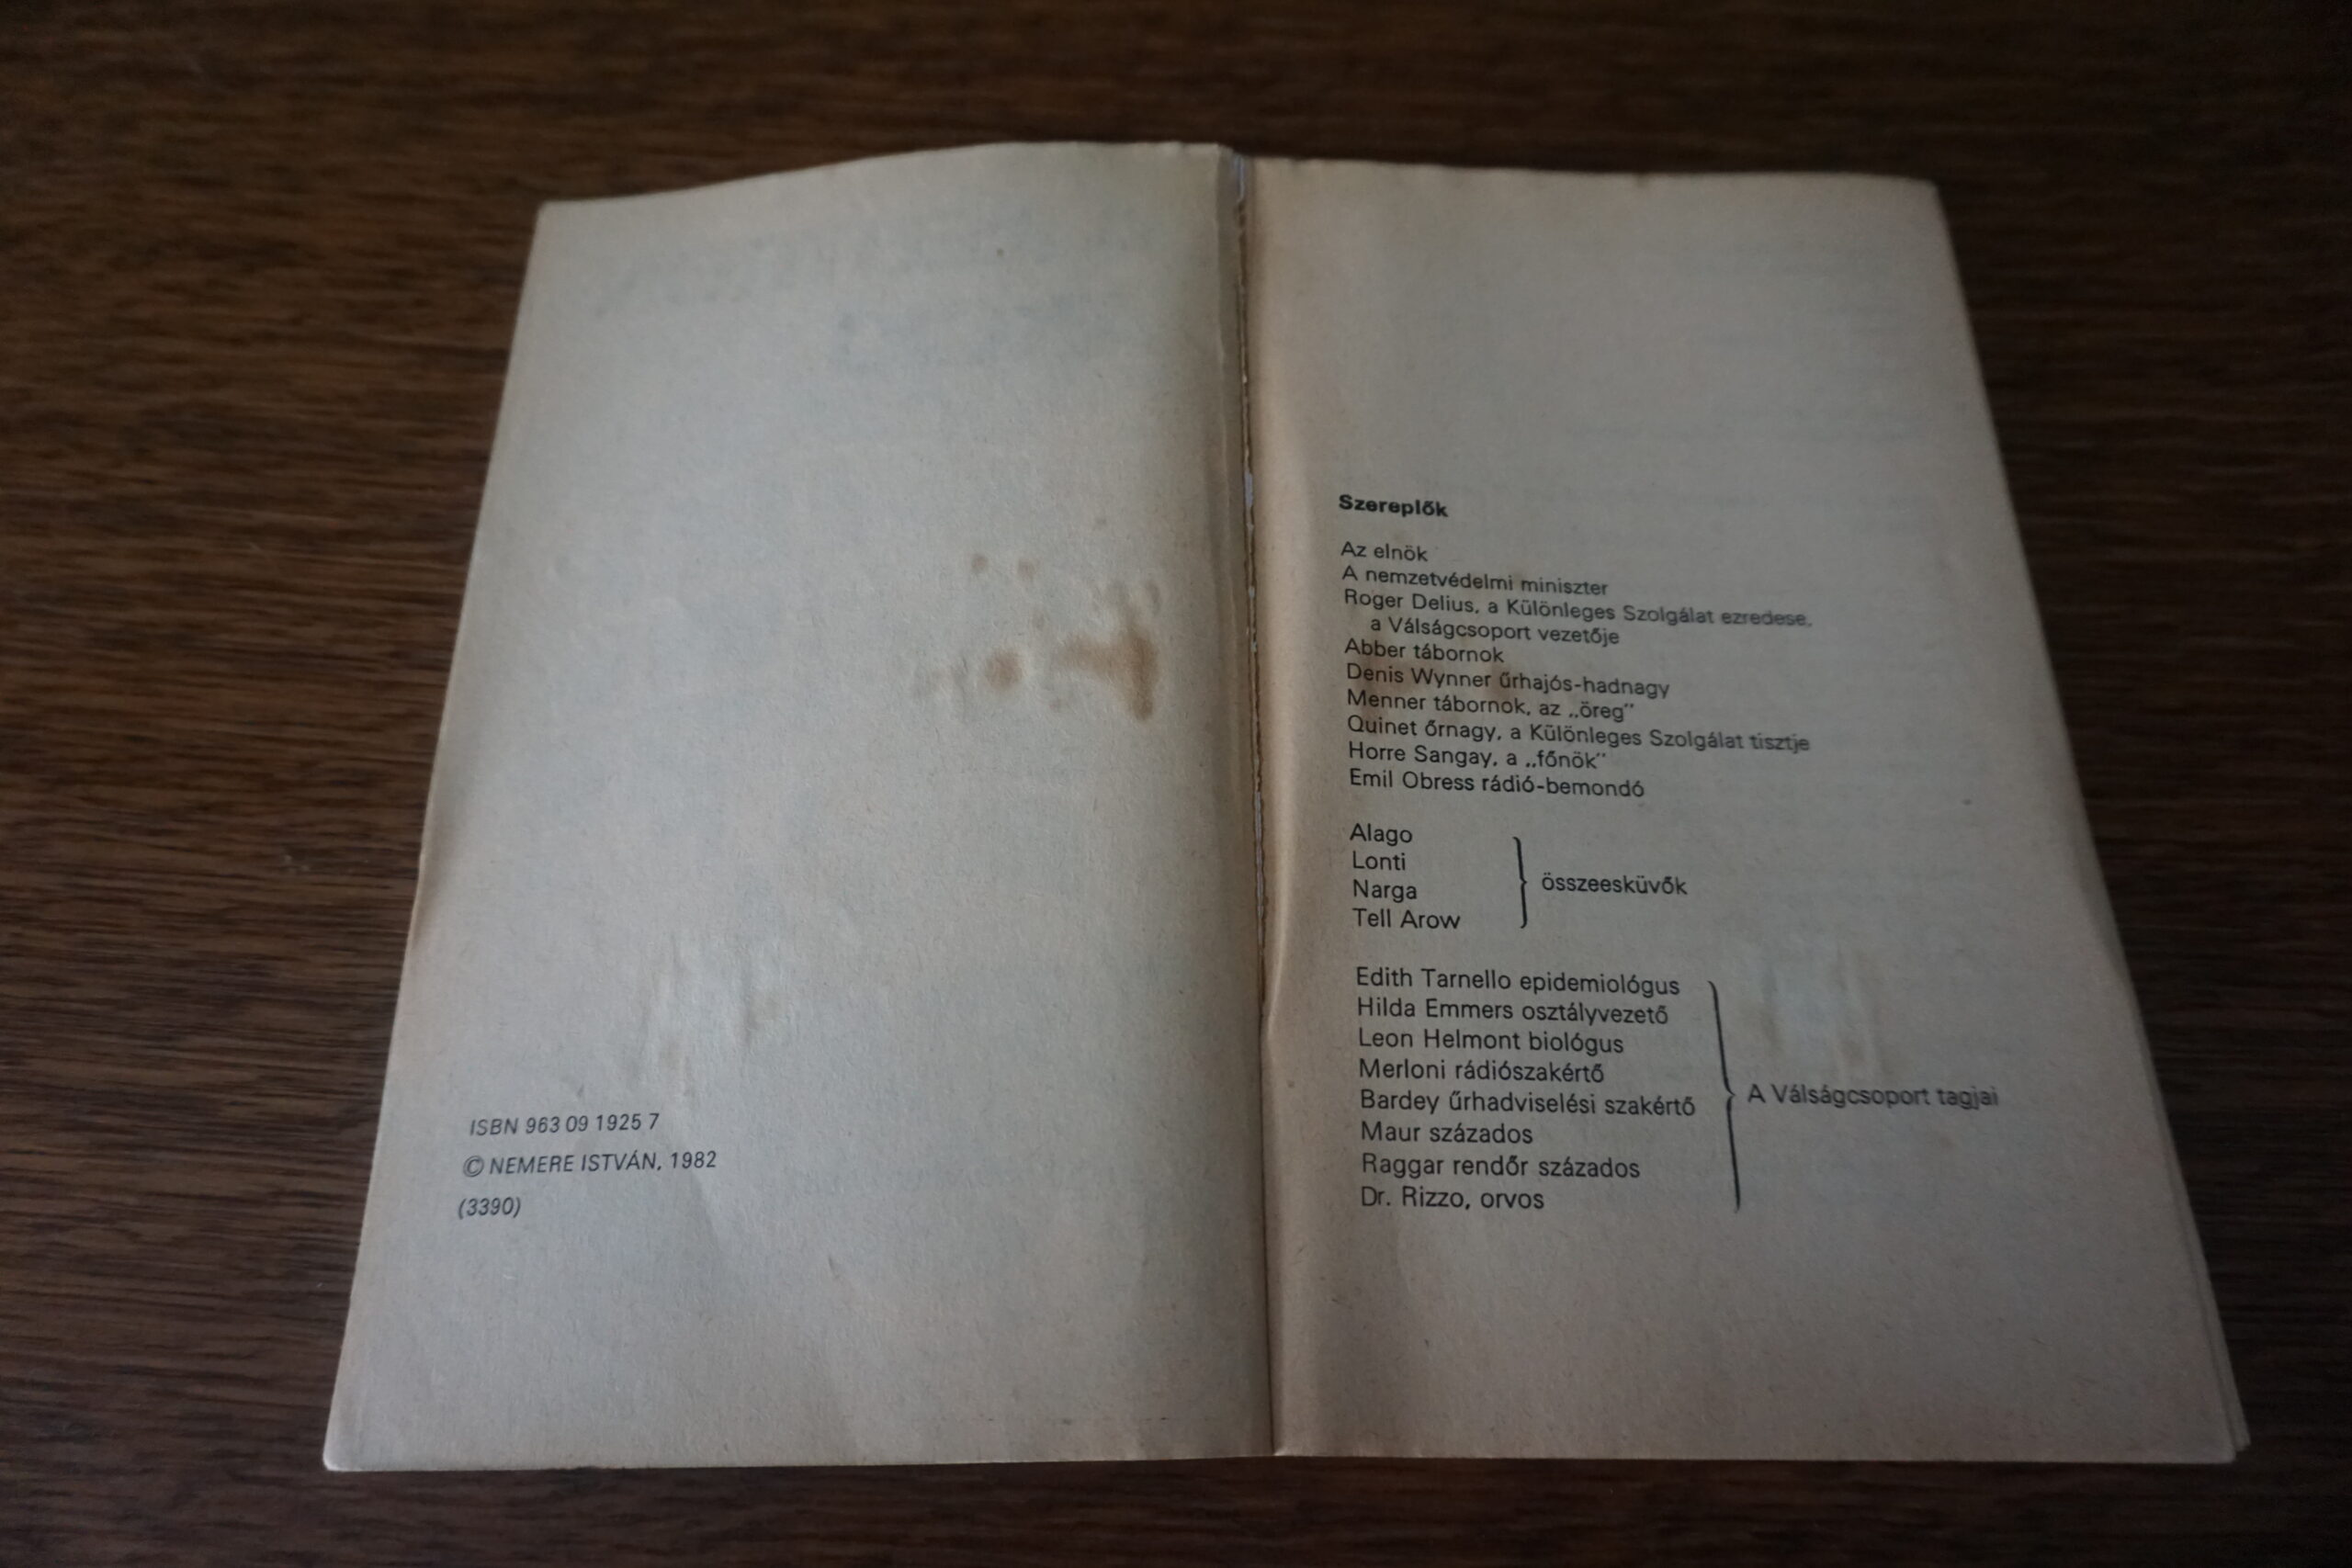 ISBN 963 09 1925 7
© NEMERE ISTVÁN, 1982
(3390)
Szereplők
Az elnök
A nemzetvédelmi miniszter
Roger Delius, a Különleges Szolgálat ezredese,
a Válságcsoport vezetője
Abber tábornok
Denis Wynner űrhajós-hadnagy
Menner tábornok, az „öreg"
Quinet őrnagy, a Különleges Szolgálat tisztje
Horre Sangay, a „főnök"
Emil Obress rádió-bemondó
Alago
Lonti
Narga
Tell Arow
összeesküvők
Edith Tarnello epidemiológus
Hilda Emmers osztályvezető
Leon Helmont biológus
Merloni rádiószakértő
Bardey űrhadviselési szakértő
Maur százados
Raggar rendőr százados
Dr. Rizzo, orvos
A Válságcsoport tagjai